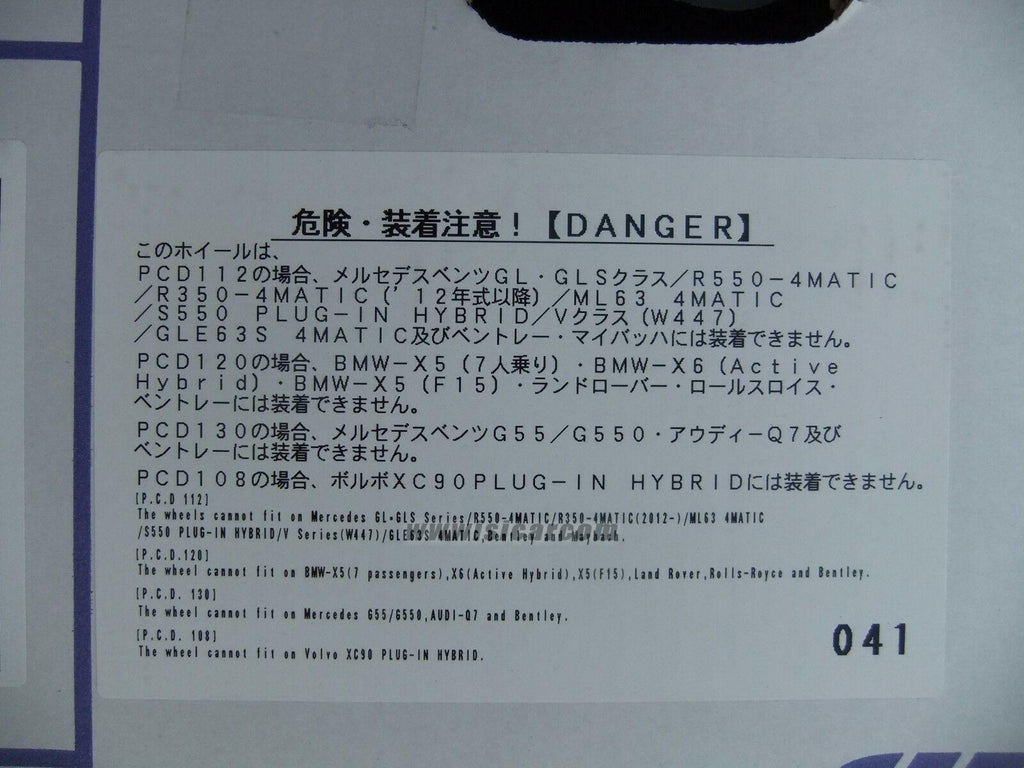 危険・装着注意！【DANGER】
このホイールは、
PCD112の場合、メルセデスベンツGL・GLSクラス／R550-4MATIC
／R350-4MATIC（’12年式以降）／ML63 4MATIC
／S550 PLUG-IN HYBRID／Vクラス（W447）
／GLE63S 4MATIC及びベントレー・マイバッハには装着できません。
PCD120の場合、BMW-X5（7人乗り）・BMW-X6（Active
Hybrid）・BMW-X5（F15）・ランドローバー・ロールスロイス・
ベントレーには装着できません。
PCD130の場合、メルセデスベンツG55／G550・アウディーQ7及び
ベントレーには装着できません。
PCD108の場合、ボルボXC90PLUG-IN HYBRIDには装着できません。
[P.C.D 112]
The wheels cannot fit on Mercedes GL・GLS Series/R550-4MATIC/R350-4MATIC(2012-)/ML63 4MATIC
/S550 PLUG-IN HYBRID/V Series(W447)/GLE63S 4MATIC,Bentley and Maybach.
www.jsicar.com
[P.C.D.120]
The wheel cannot fit on BMW-X5(7 passengers),X6(Active Hybrid),X5(F15),Land Rover,Rolls-Royce and Bentley.
[P.C.D. 130]
The wheel cannot fit on Mercedes G55/G550,AUDI-Q7 and Bentley.
[P.C.D. 108]
The wheel cannot fit on Volvo XC90 PLUG-IN HYBRID.
041